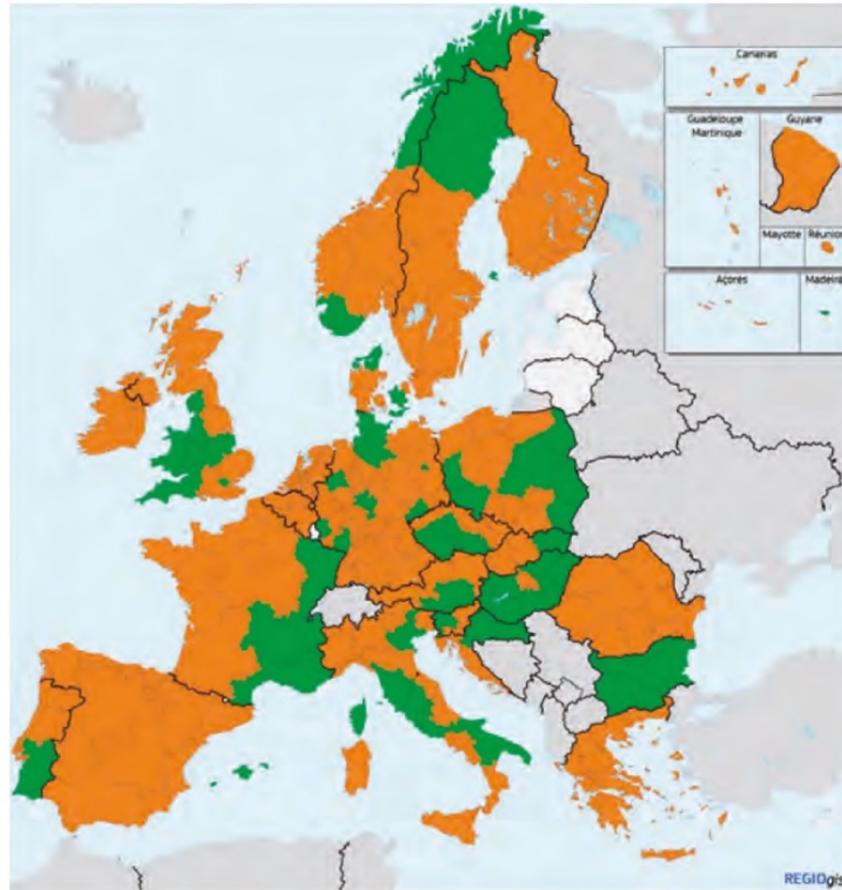 Canarias
Guadeloupe
Martinique
Guyane
Mayotte
Réunion
Açores
Madeira
REGIOgis